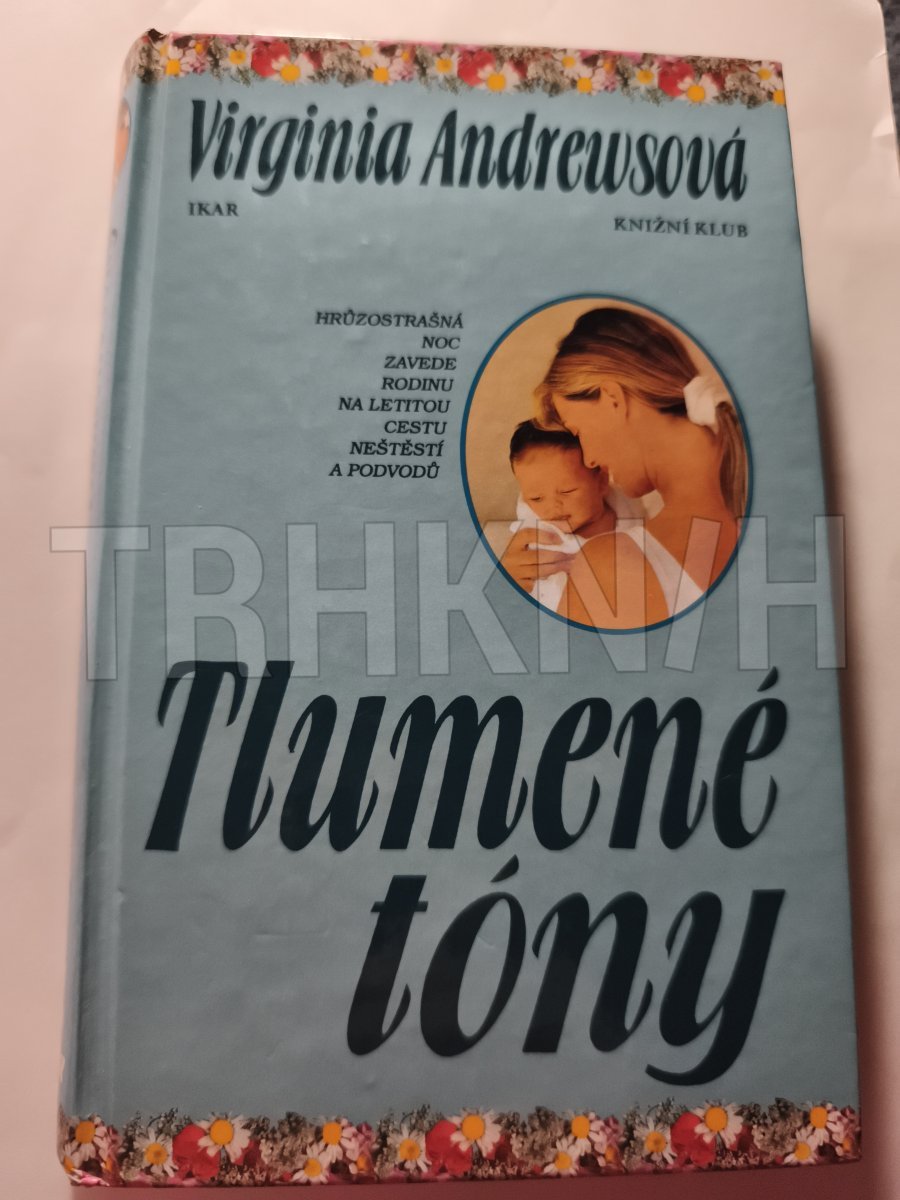 Virginia Andrewsová
IKAR
KNIŽNÍ KLUB
HRŮZOSTRAŠNÁ
NOC
ZAVEDE
RODINU
NA LETITOU
CESTU
NEŠTĚSTÍ
A PODVODŮ
TRHKNIH
Tlumené
tóny